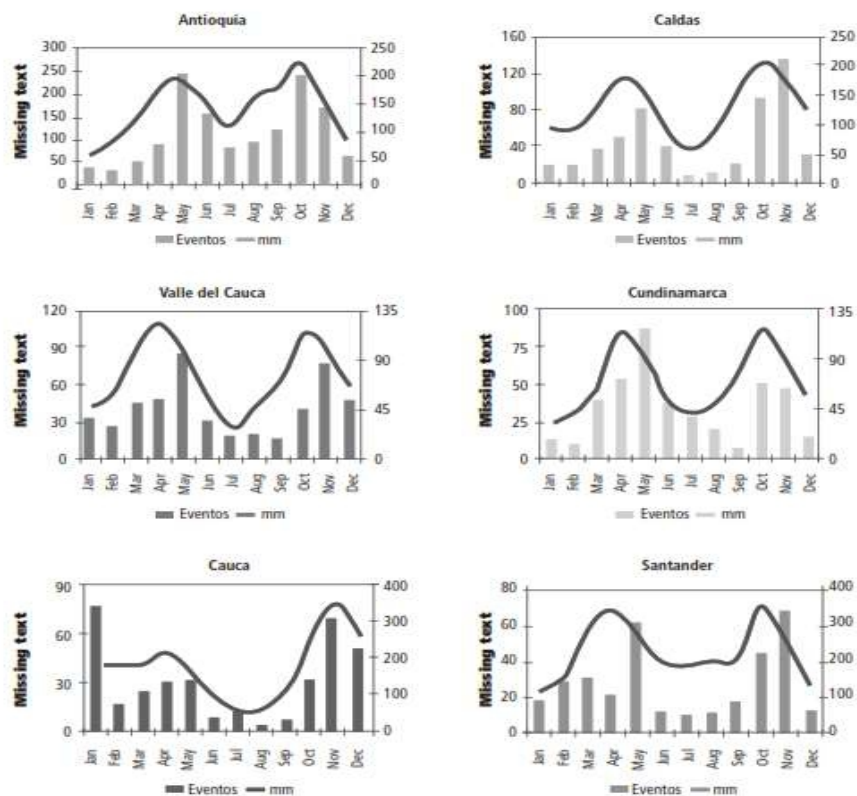 Antioquia
Missing text
300
250
200
150
100
50
0
250
200
150
100
50
0
Jan Feb Mar Apr May Jun Jul Aug Sep Oct Nov Dec
Eventos mm
Caldas
Missing text
160
120
80
40
0
250
200
150
100
50
0
Jan Feb Mar Apr May Jun Jul Aug Sep Oct Nov Dec
Eventos mm
Valle del Cauca
Missing text
120
90
60
30
0
135
90
45
0
Jan Feb Mar Apr May Jun Jul Aug Sep Oct Nov Dec
Eventos mm
Cundinamarca
Missing text
100
75
50
25
0
135
90
45
0
Jan Feb Mar Apr May Jun Jul Aug Sep Oct Nov Dec
Eventos mm
Cauca
Missing text
90
60
30
0
400
300
200
100
0
Jan Feb Mar Apr May Jun Jul Aug Sep Oct Nov Dec
Eventos mm
Santander
Missing text
80
60
40
20
0
400
300
200
100
0
Jan Feb Mar Apr May Jun Jul Aug Sep Oct Nov Dec
Eventos mm